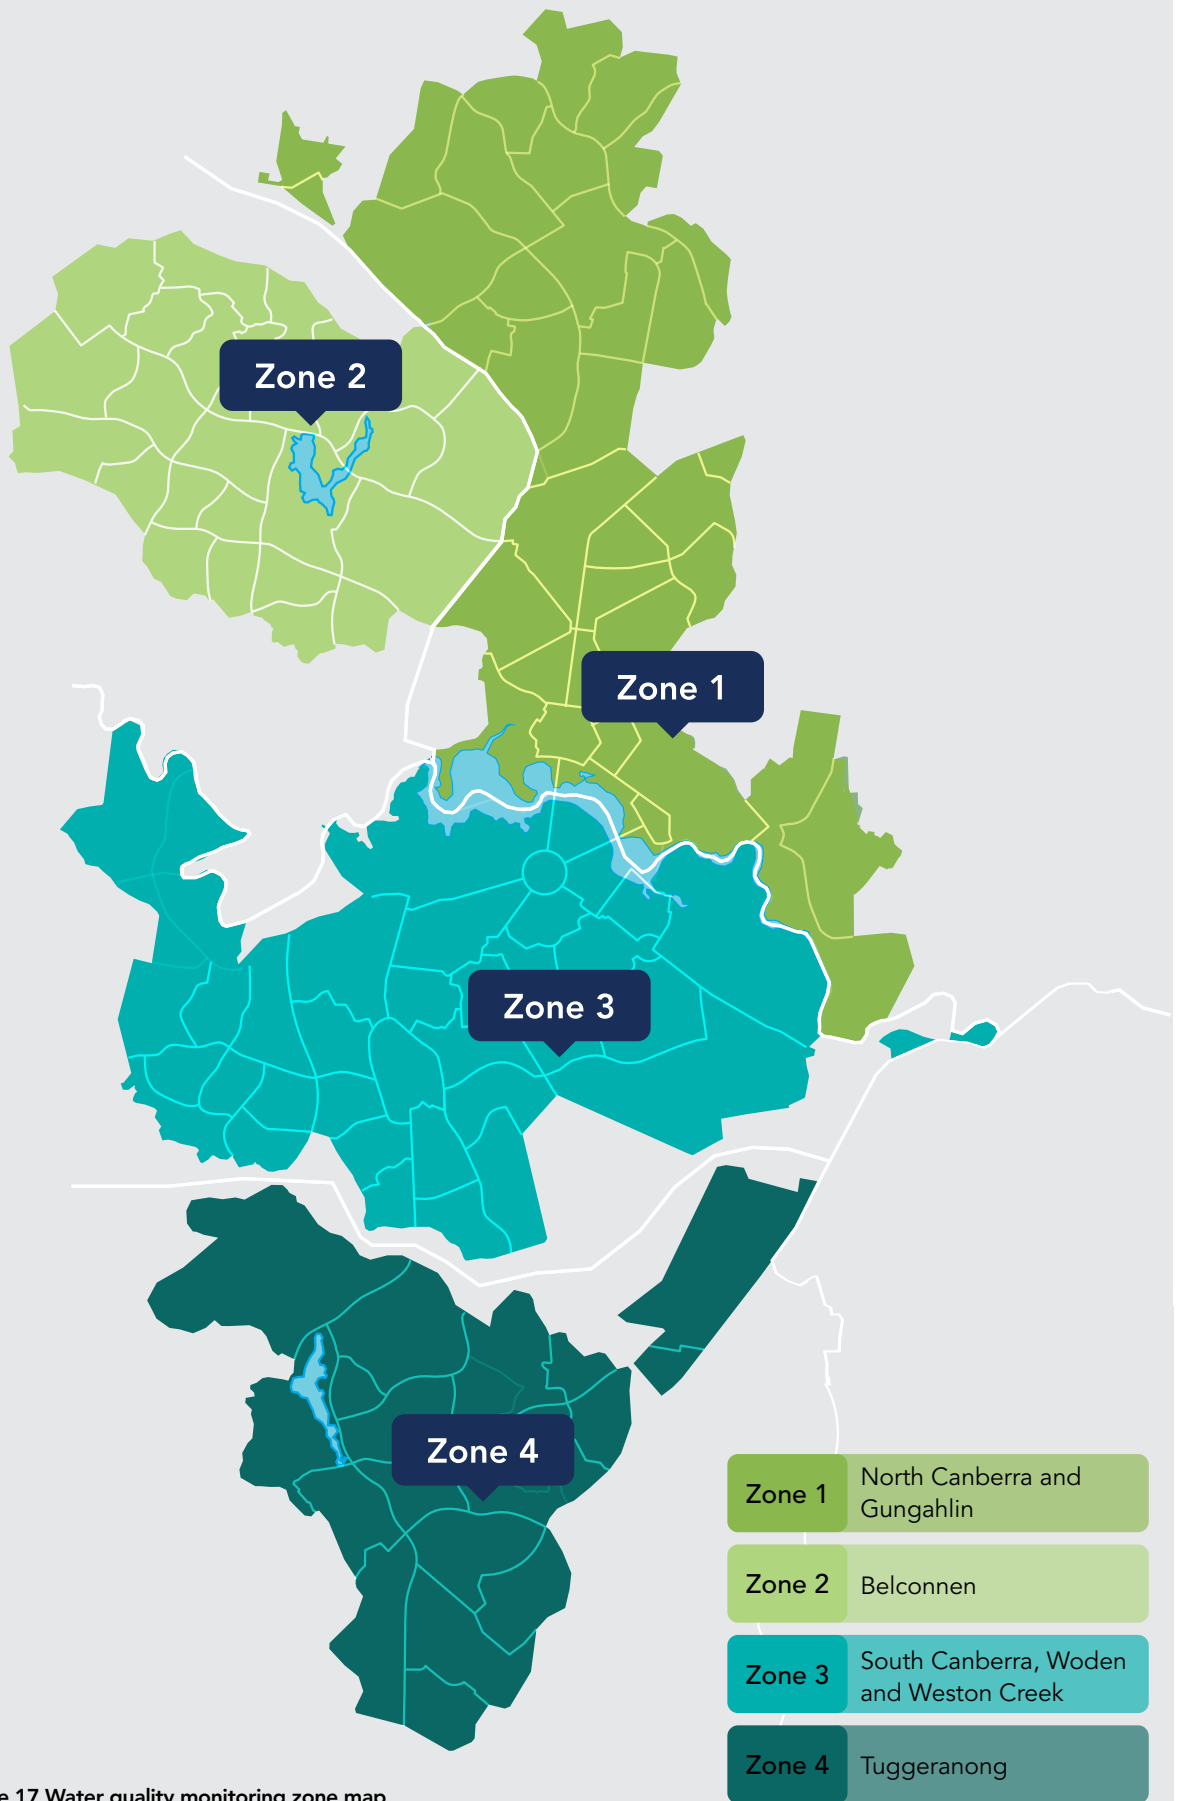 Zone 2
Zone 1
Zone 3
Zone 4
Zone 1
North Canberra and
Gungahlin
Zone 2
Belconnen
Zone 3
South Canberra, Woden
and Weston Creek
Zone 4
Tuggeranong
e 17 Water quality monitoring zone map